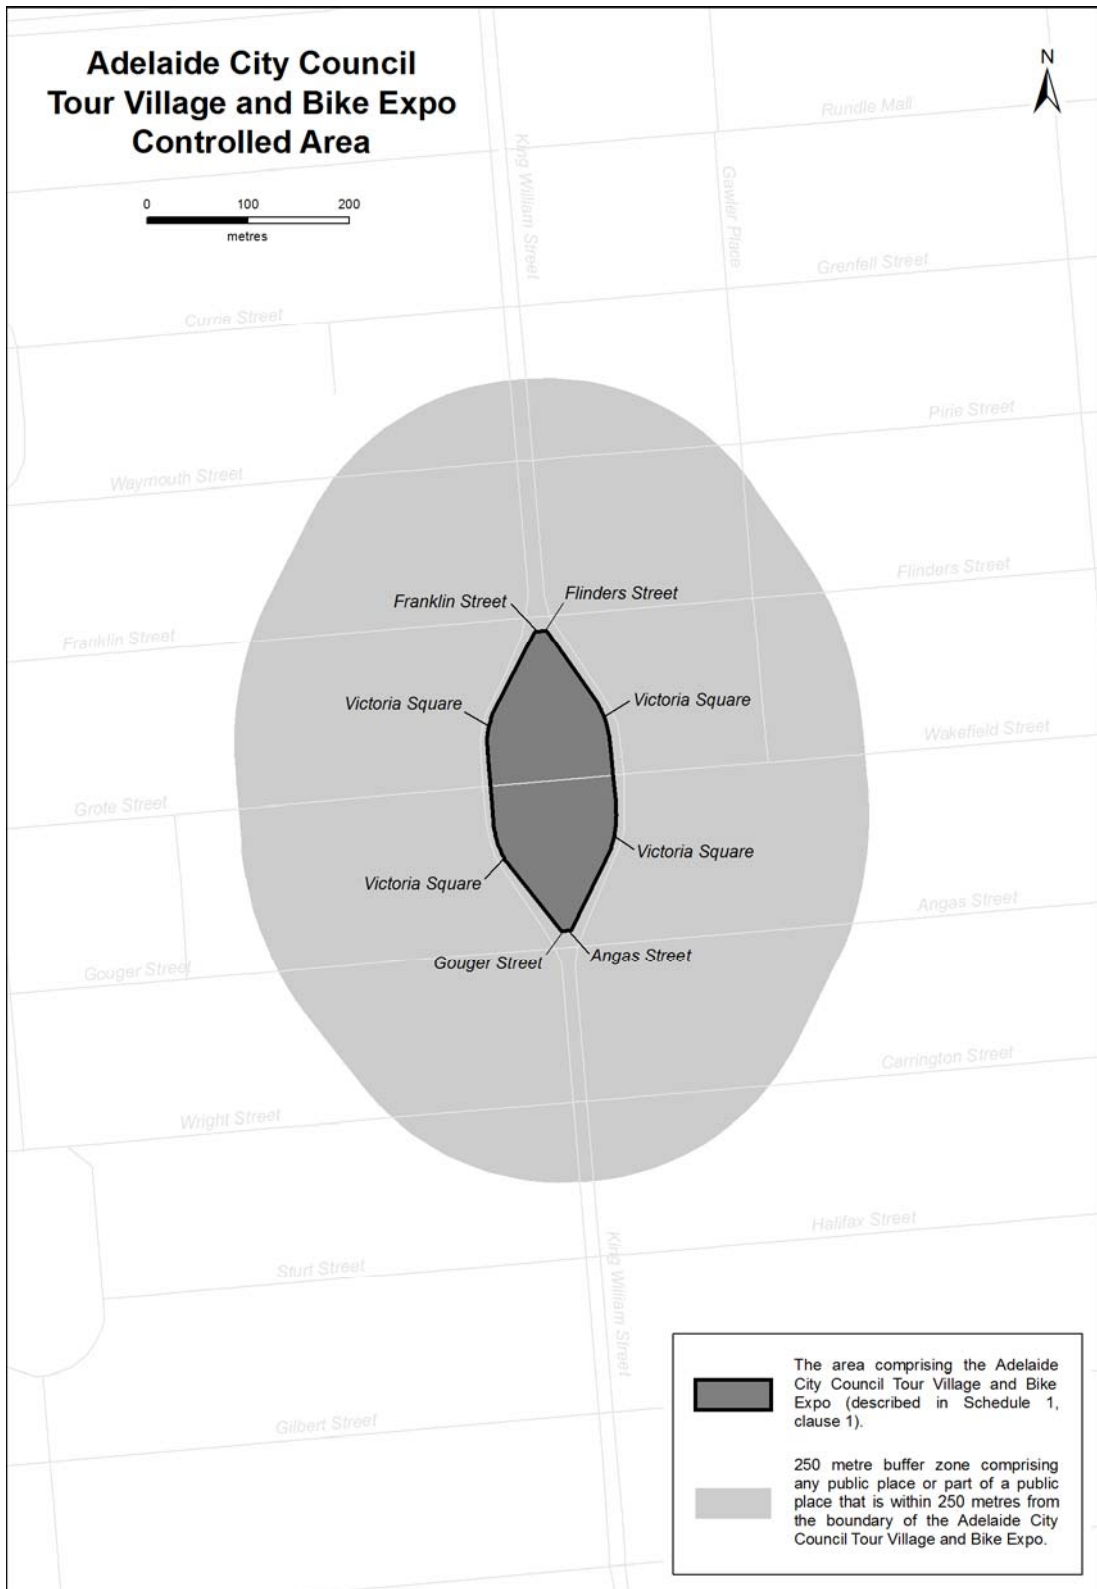 Adelaide City Council
Tour Village and Bike Expo
Controlled Area
N
0 100 200
metres
Rundle Mall
King William Street
Gawler Place
Grenfell Street
Currie Street
Pirie Street
Waymouth Street
Flinders Street
Franklin Street
Flinders Street
Franklin Street
Victoria Square
Victoria Square
Wakefield Street
Grote Street
Victoria Square
Victoria Square
Angas Street
Gouger Street
Gouger Street
Angas Street
Carrington Street
Wright Street
Halifax Street
Sturt Street
King William Street
Gilbert Street
The area comprising the Adelaide
City Council Tour Village and Bike
Expo (described in Schedule 1,
clause 1).
250 metre buffer zone comprising
any public place or part of a public
place that is within 250 metres from
the boundary of the Adelaide City
Council Tour Village and Bike Expo.